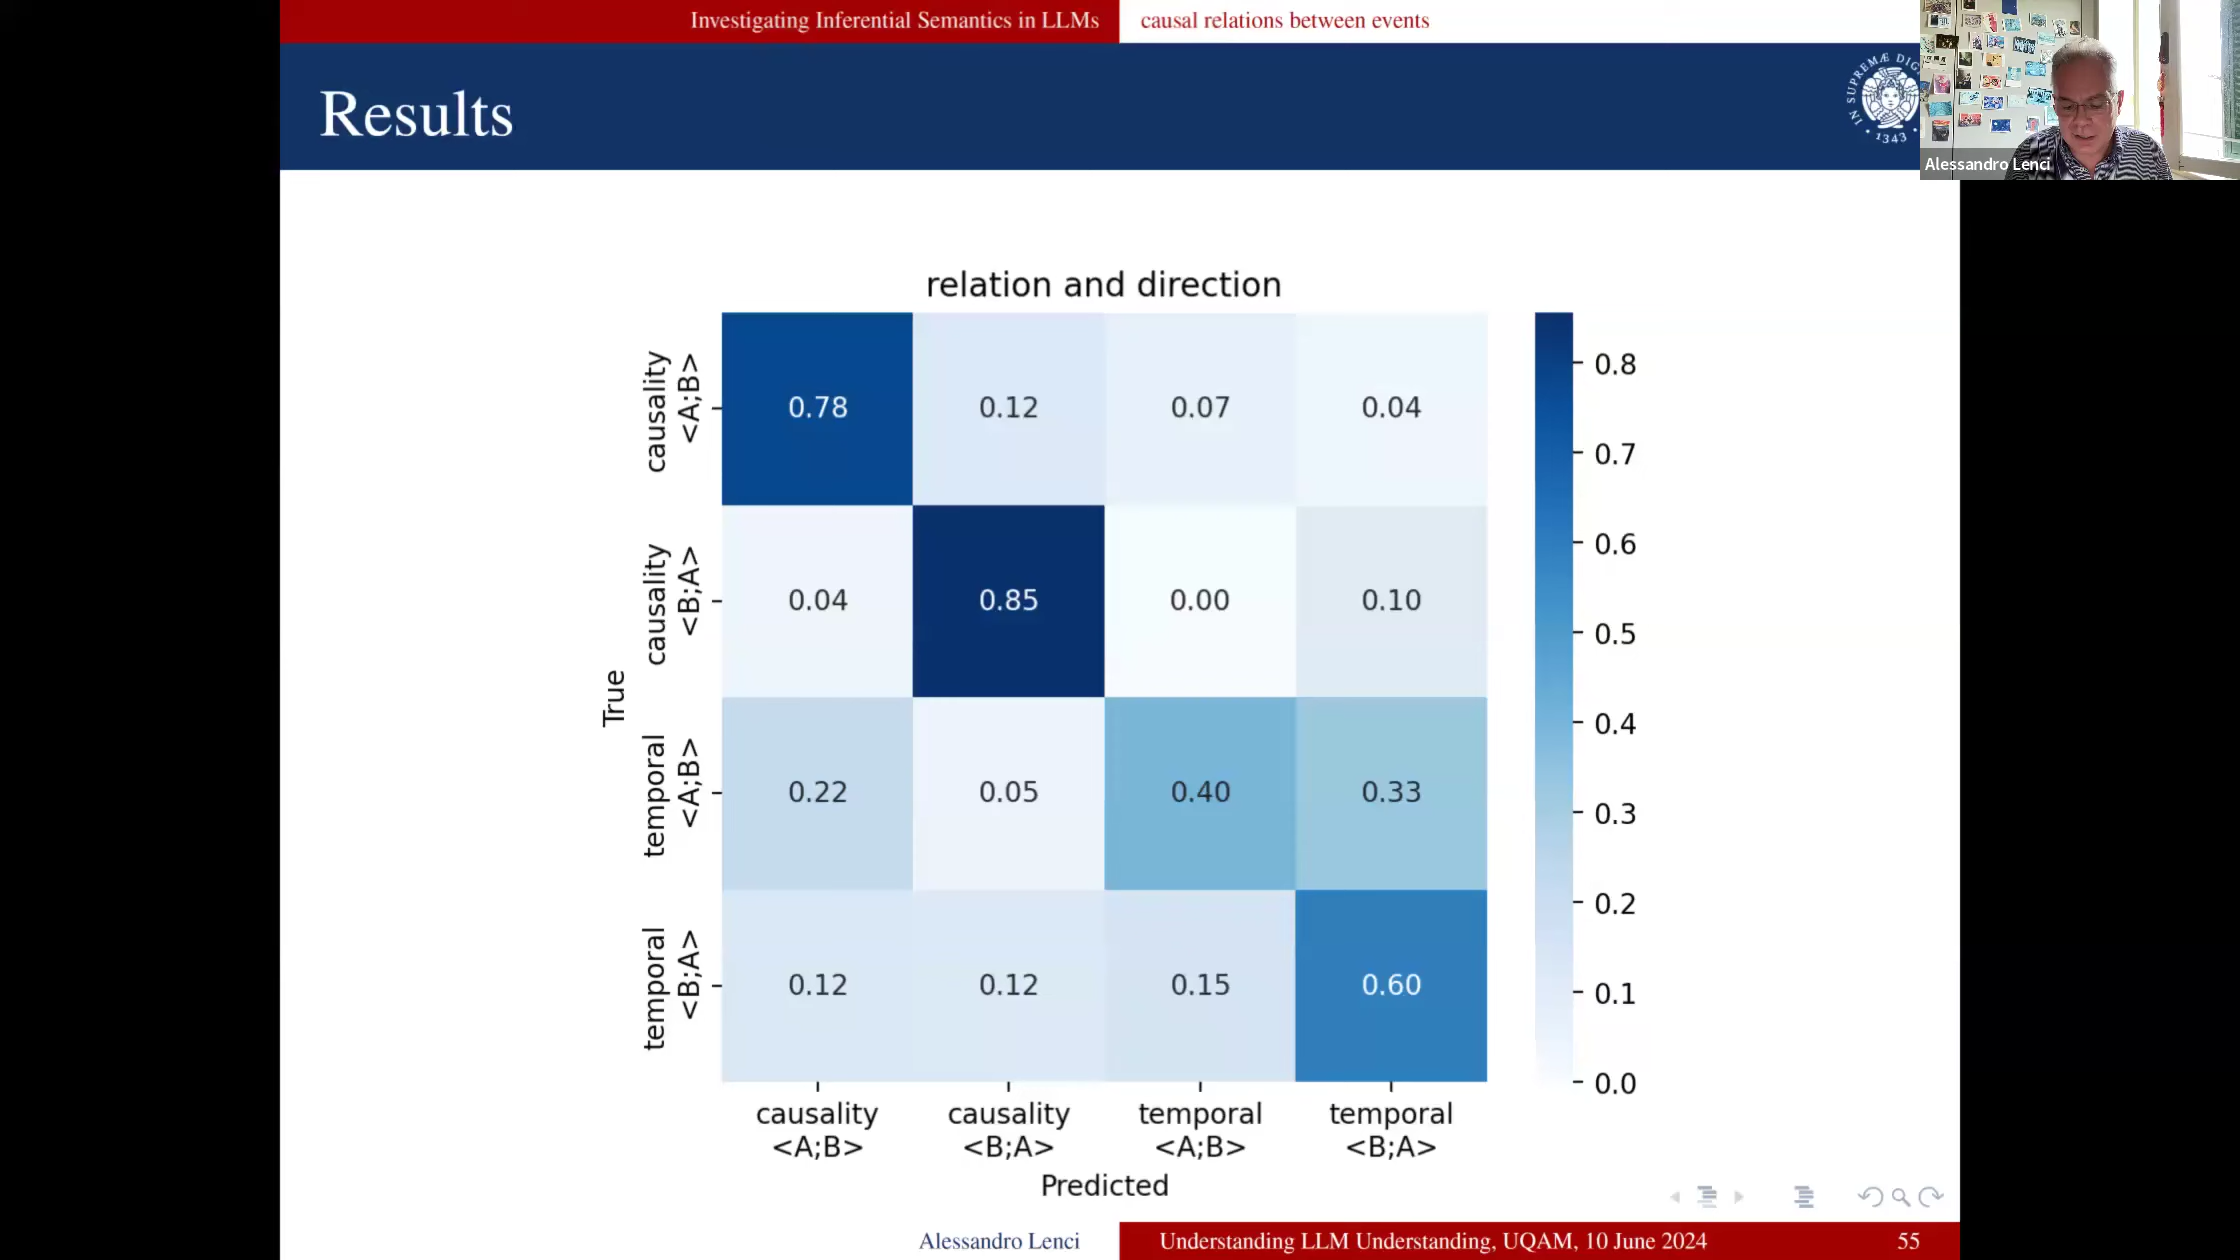 Investigating Inferential Semantics in LLMs
causal relations between events
Results
IN SUPREMÆ DIG
1343
Alessandro Lenci
relation and direction
True
causality
<A;B>
0.78 0.12 0.07 0.04
causality
<B;A>
0.04 0.85 0.00 0.10
temporal
<A;B>
0.22 0.05 0.40 0.33
temporal
<B;A>
0.12 0.12 0.15 0.60
causality causality temporal temporal
<A;B> <B;A> <A;B> <B;A>
Predicted
0.8
0.7
0.6
0.5
0.4
0.3
0.2
0.1
0.0
Alessandro Lenci
Understanding LLM Understanding, UQAM, 10 June 2024
55